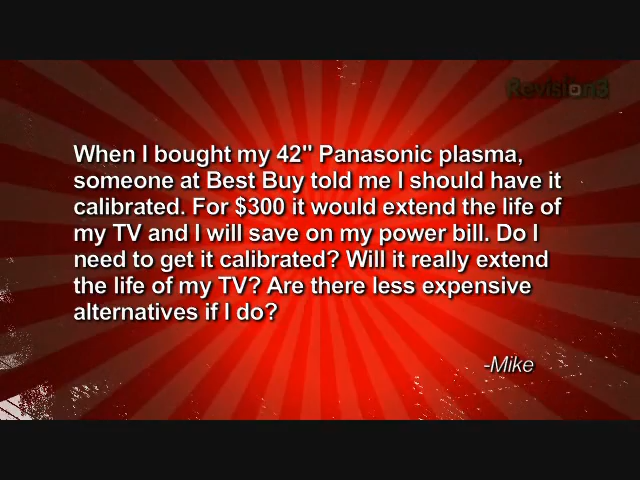 Revision3
When I bought my 42" Panasonic plasma,
someone at Best Buy told me I should have it
calibrated. For $300 it would extend the life of
my TV and I will save on my power bill. Do I
need to get it calibrated? Will it really extend
the life of my TV? Are there less expensive
alternatives if I do?
-Mike